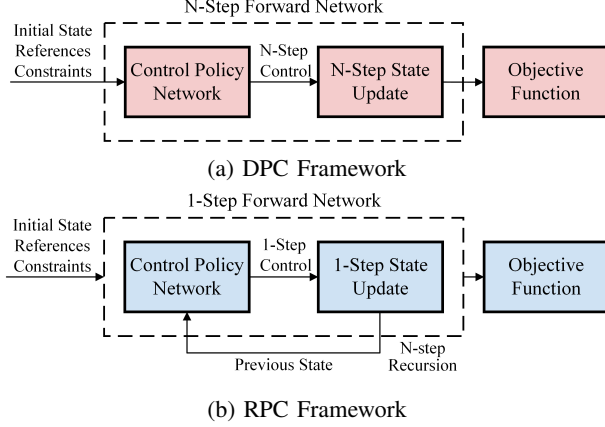 N-Step Forward Network
Initial State
References
Constraints
Control Policy
Network
N-Step
Control
N-Step State
Update
Objective
Function
(a) DPC Framework
1-Step Forward Network
Initial State
References
Constraints
Control Policy
Network
1-Step
Control
1-Step State
Update
Objective
Function
Previous State
N-step
Recursion
(b) RPC Framework